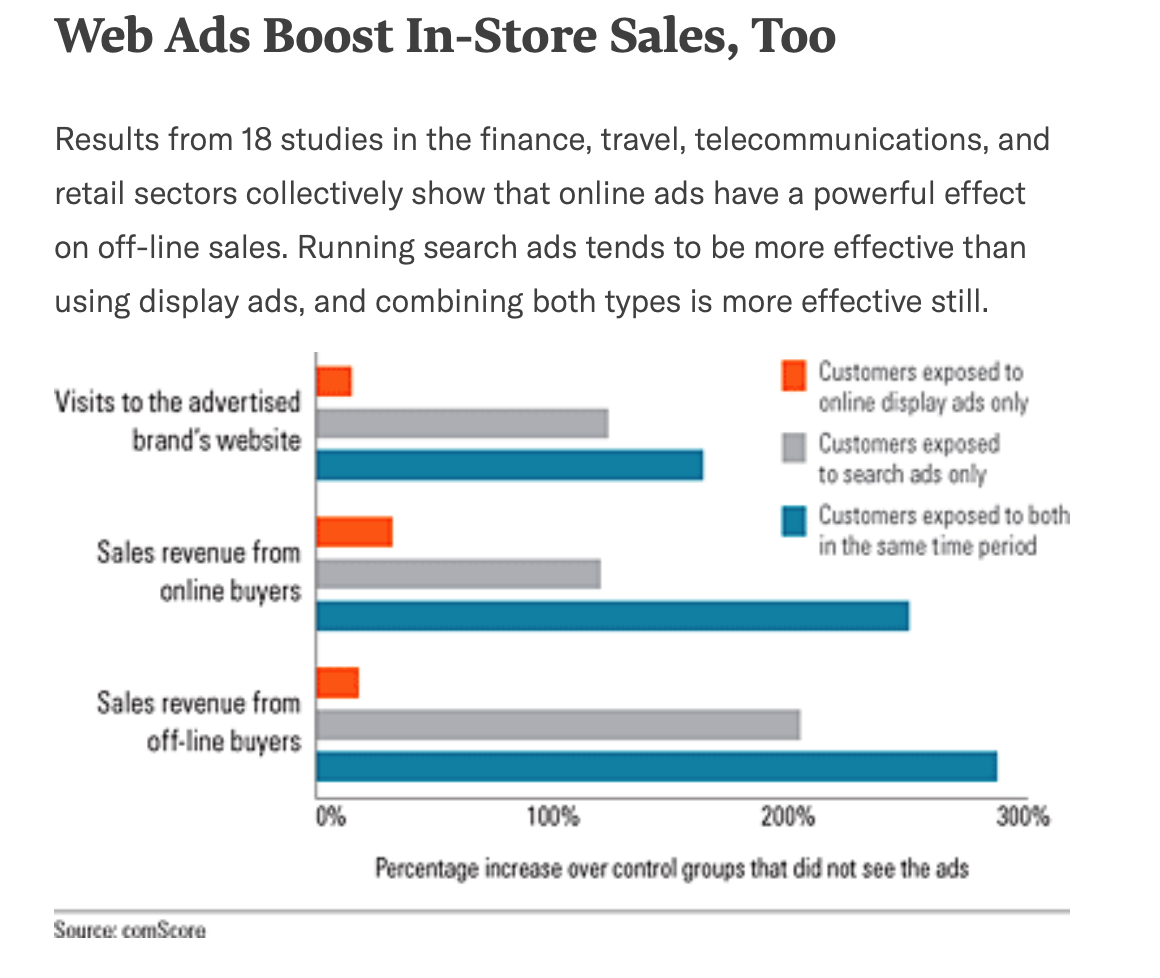 Web Ads Boost In-Store Sales, Too
Results from 18 studies in the finance, travel, telecommunications, and
retail sectors collectively show that online ads have a powerful effect
on off-line sales. Running search ads tends to be more effective than
using display ads, and combining both types is more effective still.
Customers exposed to
online display ads only
Customers exposed
to search ads only
Customers exposed to both
in the same time period
Visits to the advertised
brand's website
Sales revenue from
online buyers
Sales revenue from
off-line buyers
0% 100% 200% 300%
Percentage increase over control groups that did not see the ads
Source: comScore